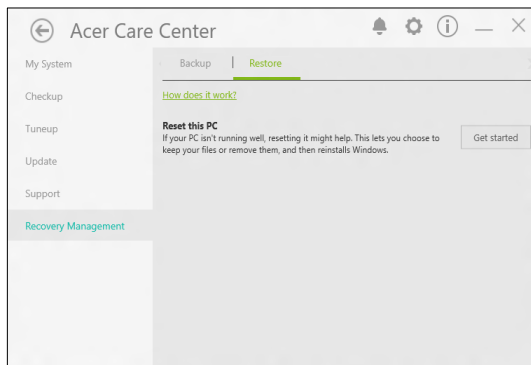 Acer Care Center
My System
Checkup
Tuneup
Update
Support
Recovery Management
Backup
Restore
How does it work?
Reset this PC
If your PC isn't running well, resetting it might help. This lets you choose to
keep your files or remove them, and then reinstalls Windows.
Get started